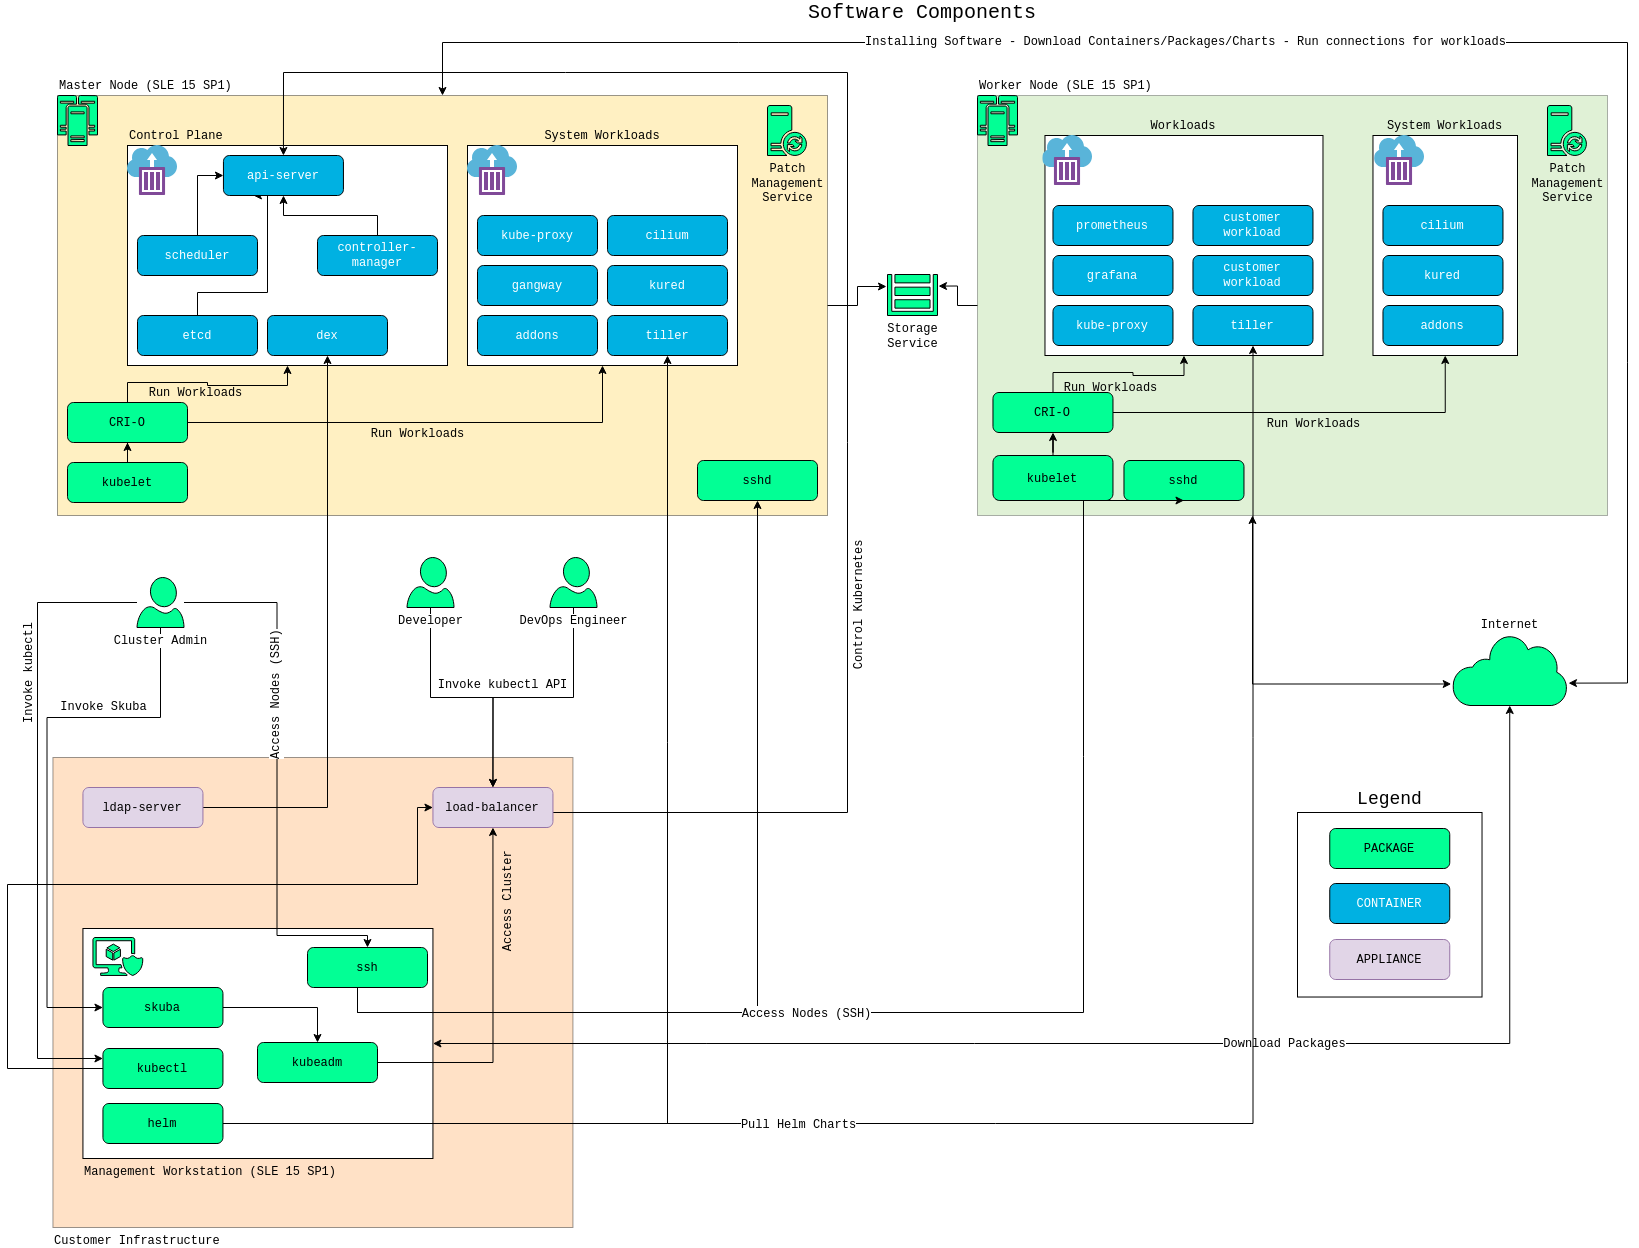 Software Components
Installing Software - Download Containers/Packages/Charts - Run connections for workloads
Master Node (SLE 15 SP1)
Control Plane
System Workloads
Patch
Management
Service
api-server
scheduler
controller-
manager
etcd
dex
kube-proxy
cilium
gangway
kured
addons
tiller
Run Workloads
CRI-O
Run Workloads
kubelet
sshd
Storage
Service
Worker Node (SLE 15 SP1)
Workloads
System Workloads
Patch
Management
Service
prometheus
customer
workload
grafana
customer
workload
kube-proxy
tiller
cilium
kured
addons
Run Workloads
CRI-O
Run Workloads
kubelet
sshd
Cluster Admin
Developer
DevOps Engineer
Invoke kubectl
Invoke Skuba
Access Nodes (SSH)
Invoke kubectl API
Control Kubernetes
Internet
ldap-server
load-balancer
Access Cluster
ssh
skuba
kubeadm
kubectl
helm
Management Workstation (SLE 15 SP1)
Customer Infrastructure
Access Nodes (SSH)
Download Packages
Pull Helm Charts
Legend
PACKAGE
CONTAINER
APPLIANCE